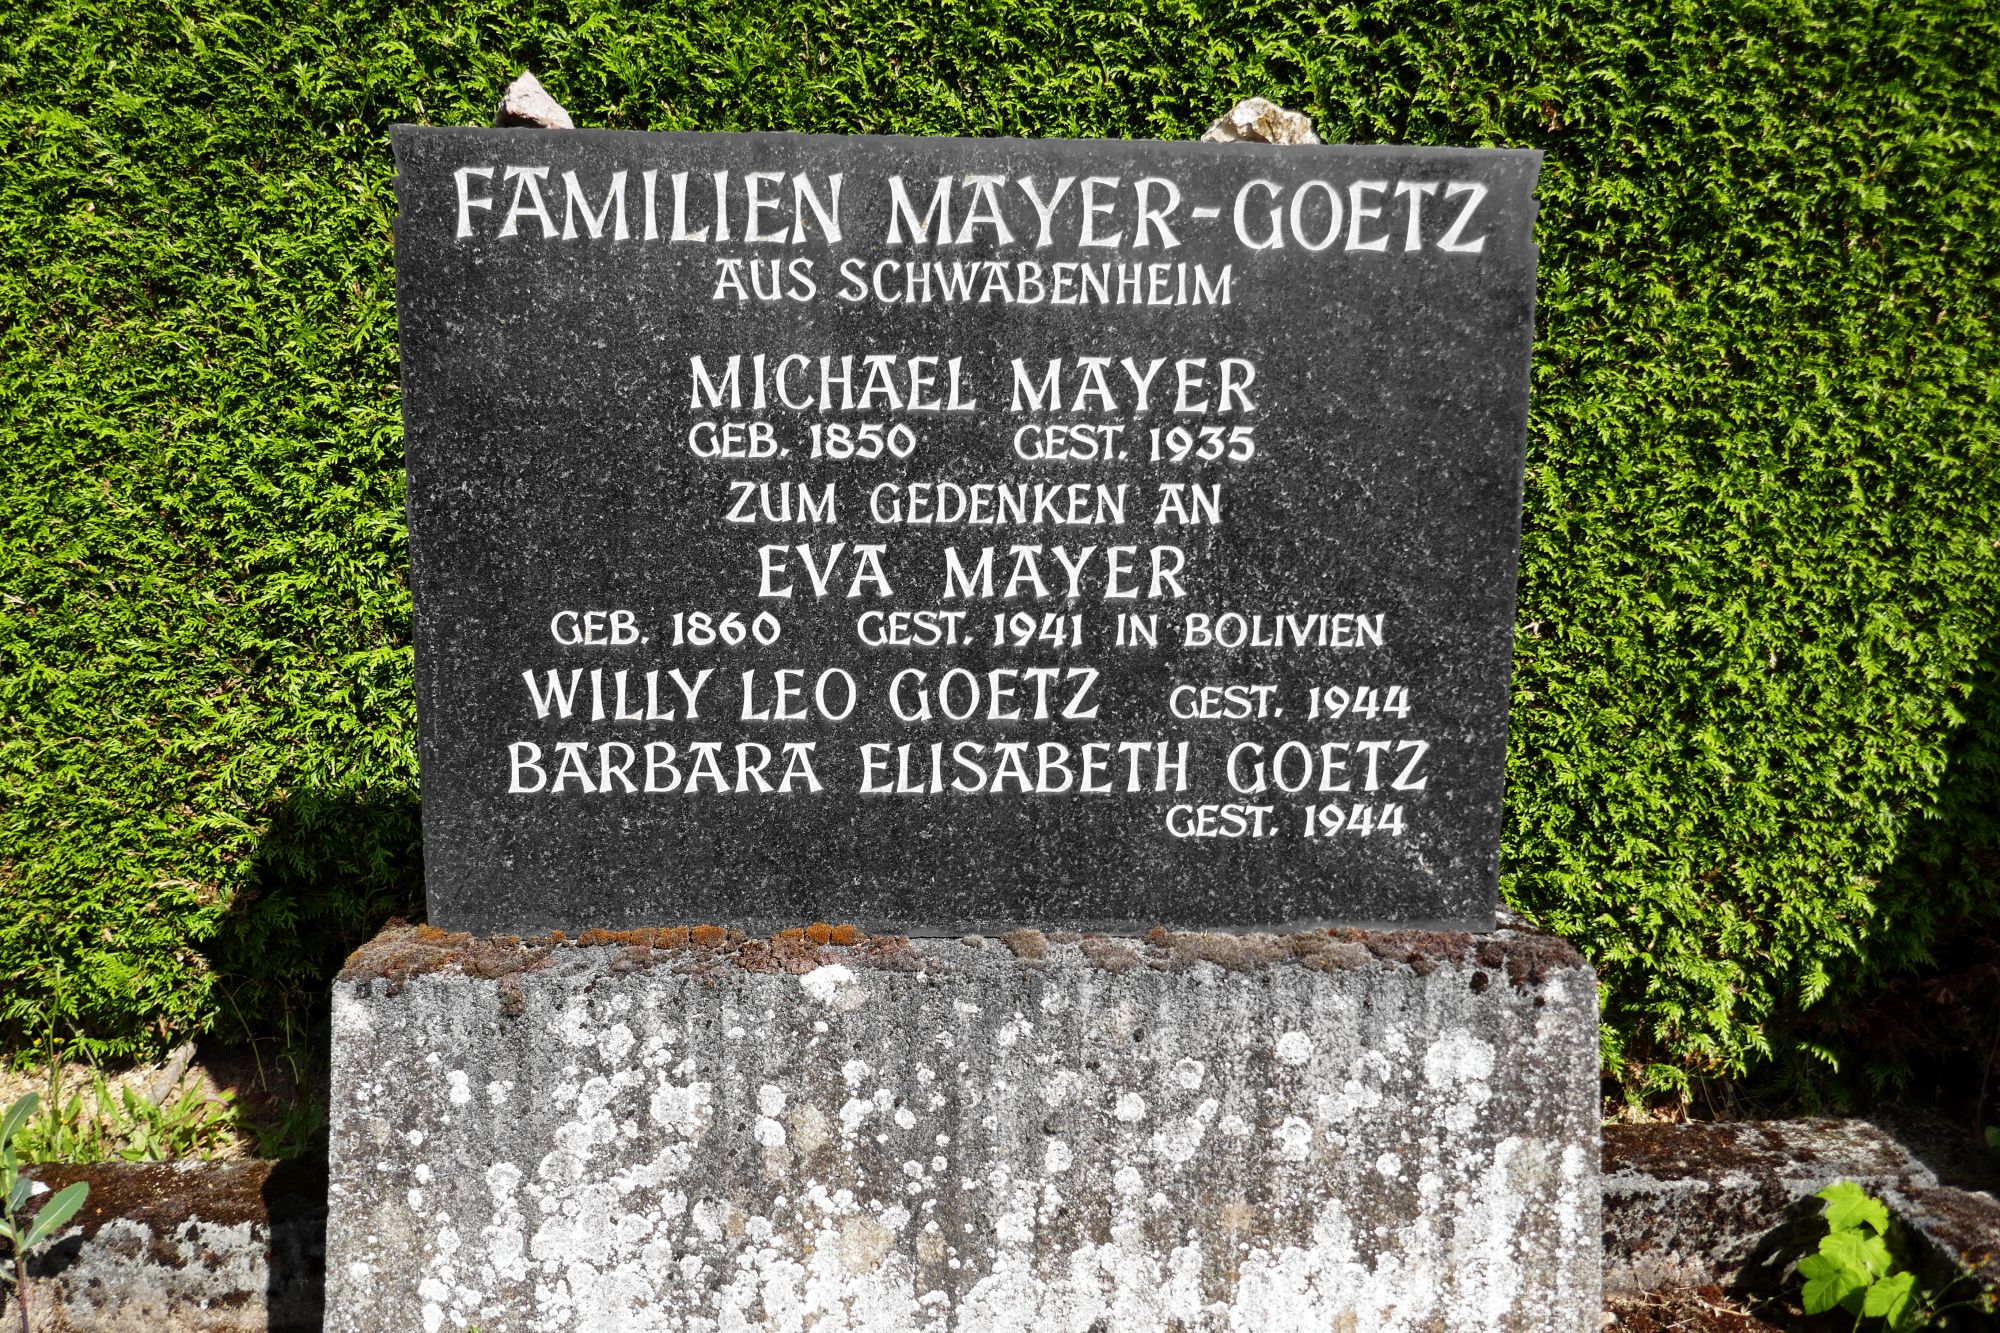 FAMILIEN MAYER-GOETZ
AUS SCHWABENHEIM
MICHAEL MAYER
GEB. 1850 GEST. 1935
ZUM GEDENKEN AN
EVA MAYER
GEB. 1860 GEST. 1941 IN BOLIVIEN
WILLY LEO GOETZ GEST. 1944
BARBARA ELISABETH GOETZ
GEST. 1944